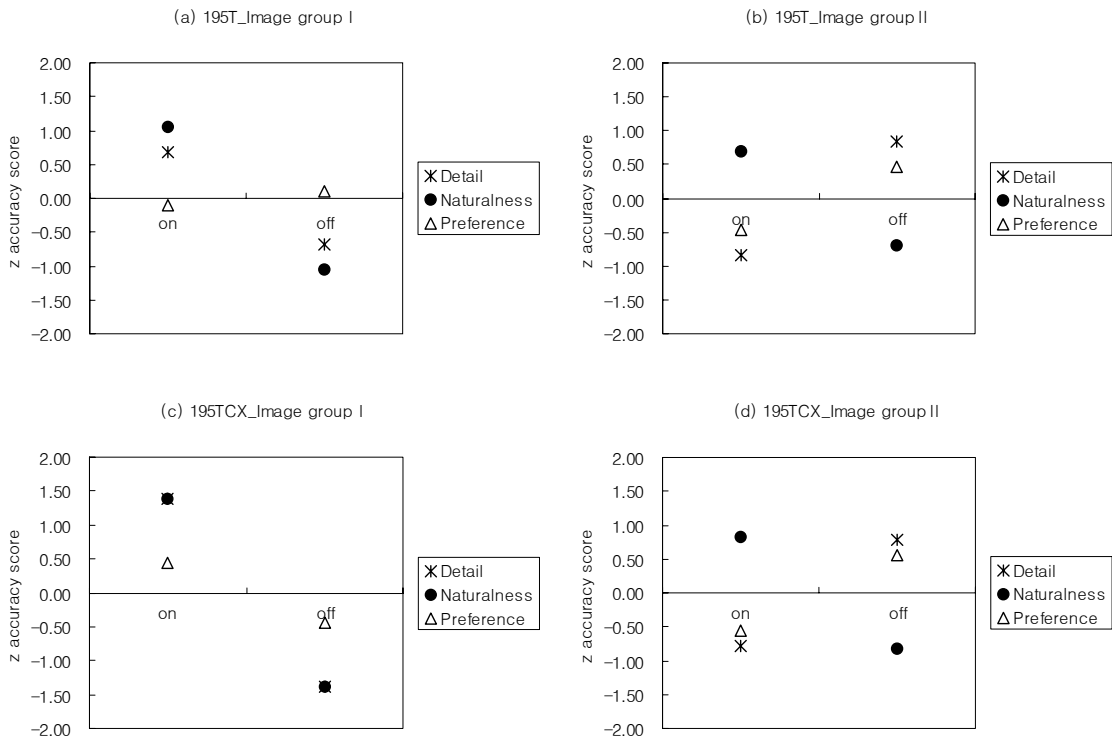 (a) 195T_Image group Ⅰ
2.00
1.50
1.00
0.50
0.00
−0.50
−1.00
−1.50
−2.00
z accuracy score
on
off
Detail
Naturalness
Preference
(b) 195T_Image group Ⅱ
2.00
1.50
1.00
0.50
0.00
−0.50
−1.00
−1.50
−2.00
z accuracy score
on
off
Detail
Naturalness
Preference
(c) 195TCX_Image group Ⅰ
2.00
1.50
1.00
0.50
0.00
−0.50
−1.00
−1.50
−2.00
z accuracy score
on
off
Detail
Naturalness
Preference
(d) 195TCX_Image group Ⅱ
2.00
1.50
1.00
0.50
0.00
−0.50
−1.00
−1.50
−2.00
z accuracy score
on
off
Detail
Naturalness
Preference